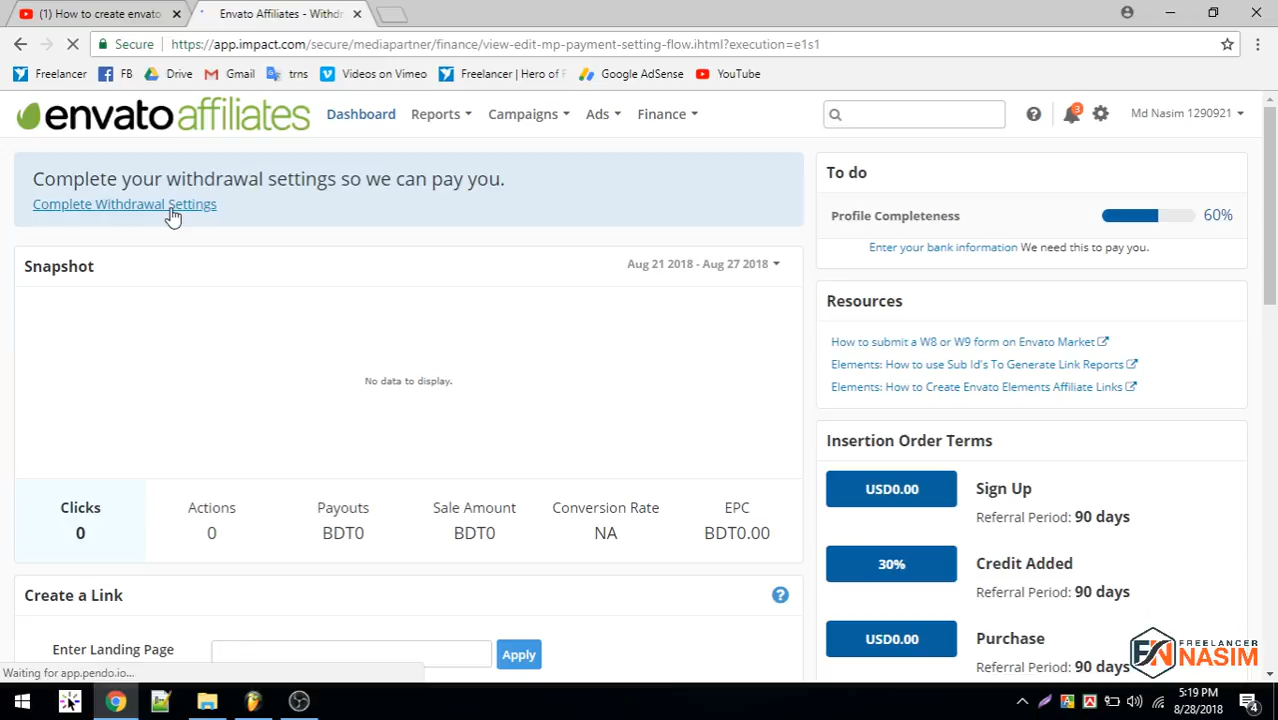 (1) How to create envato
Envato Affiliates - Withdr
Secure
https://app.impact.com/secure/mediapartner/finance/view-edit-mp-payment-setting-flow.ihtml?execution=e1s1
Freelancer
FB
Drive
Gmail
trns
Videos on Vimeo
Freelancer | Hero of F
Google AdSense
YouTube
envato affiliates
Dashboard
Reports
Campaigns
Ads
Finance
3
Md Nasim 1290921
Complete your withdrawal settings so we can pay you.
Complete Withdrawal Settings
To do
Profile Completeness
60%
Enter your bank information We need this to pay you.
Snapshot
Aug 21 2018 - Aug 27 2018
No data to display.
Clicks
0
Actions
0
Payouts
BDT0
Sale Amount
BDT0
Conversion Rate
NA
EPC
BDT0.00
Resources
How to submit a W8 or W9 form on Envato Market
Elements: How to use Sub Id's To Generate Link Reports
Elements: How to Create Envato Elements Affiliate Links
Insertion Order Terms
USD0.00
Sign Up
Referral Period: 90 days
30%
Credit Added
Referral Period: 90 days
USD0.00
Purchase
Referral Period: 90 days
Create a Link
Enter Landing Page
Apply
Waiting for app.pendo.io...
FREELANCER
NASIM
5:19 PM
8/28/2018
4